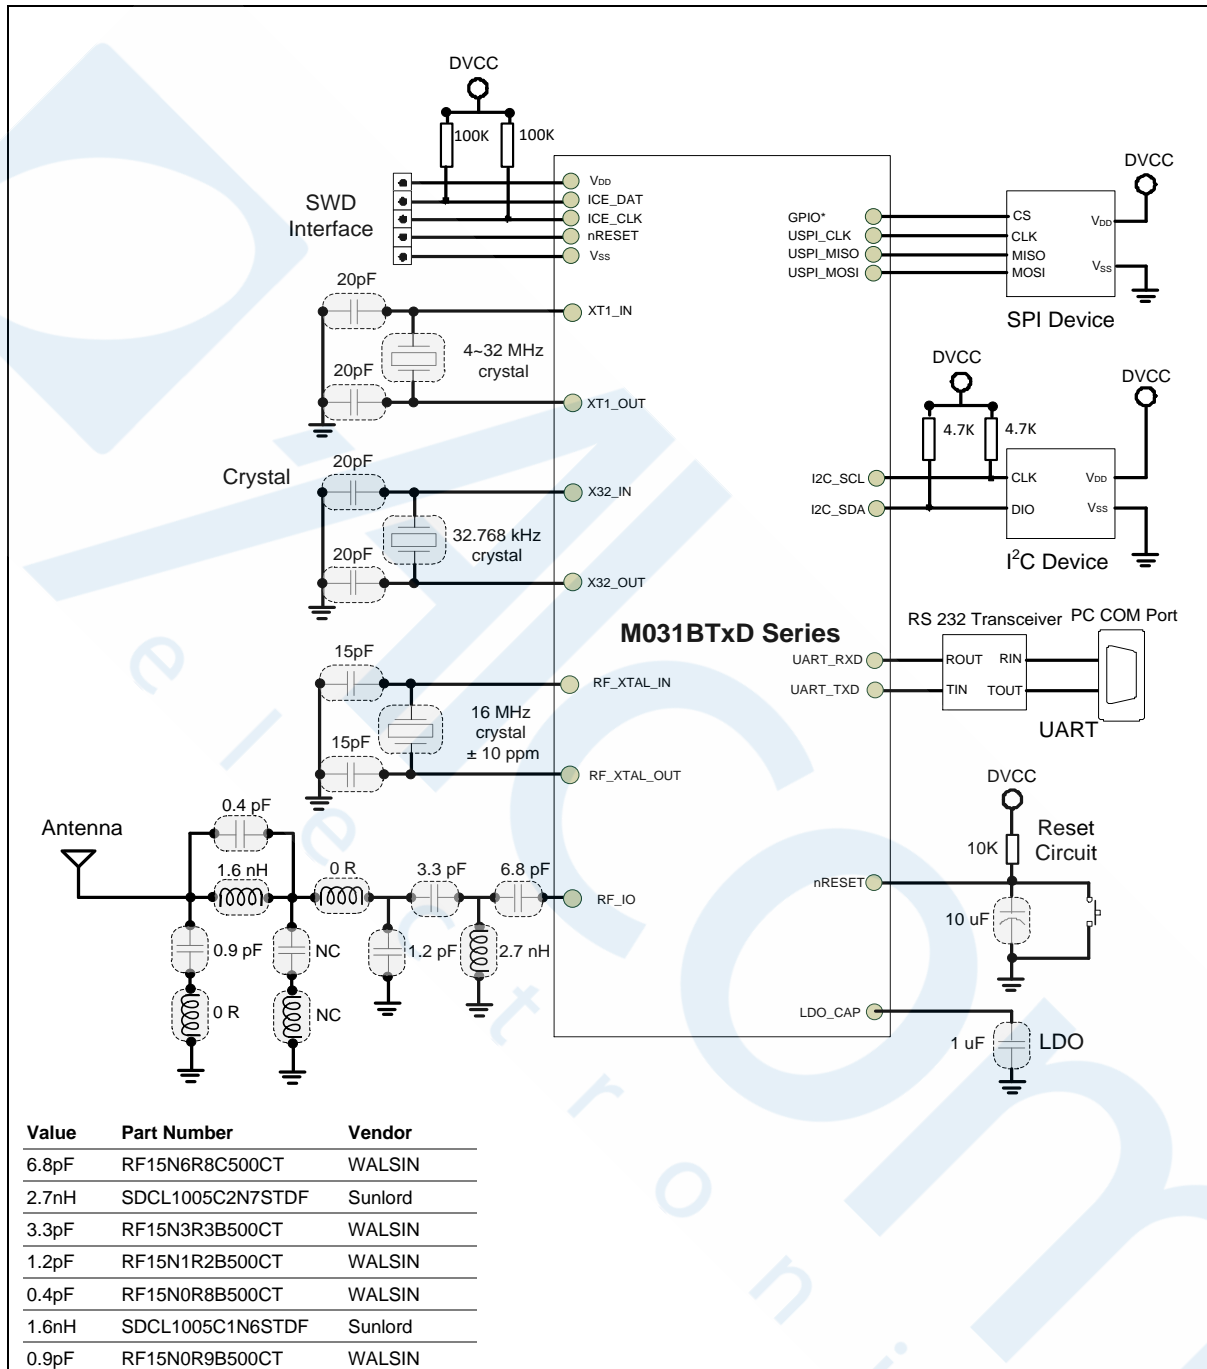 DVCC
100K
100K
SWD
Interface
VDD
ICE_DAT
ICE_CLK
nRESET
VSS
20pF
XT1_IN
4~32 MHz
crystal
20pF
XT1_OUT
Crystal
20pF
X32_IN
32.768 kHz
crystal
20pF
X32_OUT
15pF
RF_XTAL_IN
16 MHz
crystal
± 10 ppm
15pF
RF_XTAL_OUT
Antenna
0.4 pF
1.6 nH
0 R
3.3 pF
6.8 pF
RF_IO
0.9 pF
NC
1.2 pF
2.7 nH
0 R
NC
M031BTxD Series
DVCC
GPIO*
USPI_CLK
USPI_MISO
USPI_MOSI
CS
CLK
MISO
MOSI
VDD
VSS
SPI Device
DVCC
DVCC
4.7K
4.7K
I2C_SCL
I2C_SDA
CLK
DIO
VDD
VSS
I2C Device
RS 232 Transceiver
PC COM Port
UART_RXD
UART_TXD
ROUT
RIN
TIN
TOUT
UART
DVCC
10K
Reset
Circuit
nRESET
10 uF
LDO_CAP
1 uF
LDO
Value Part Number Vendor
6.8pF RF15N6R8C500CT WALSIN
2.7nH SDCL1005C2N7STDF Sunlord
3.3pF RF15N3R3B500CT WALSIN
1.2pF RF15N1R2B500CT WALSIN
0.4pF RF15N0R8B500CT WALSIN
1.6nH SDCL1005C1N6STDF Sunlord
0.9pF RF15N0R9B500CT WALSIN